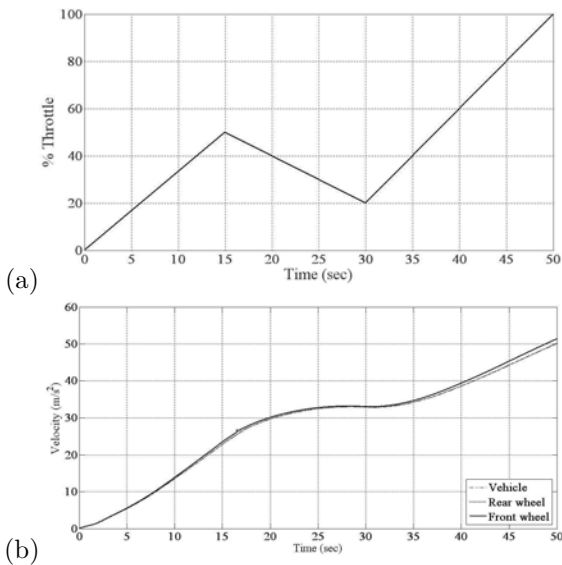 100
80
60
40
20
0
% Throttle
0 5 10 15 20 25 30 35 40 45 50
Time (sec)
(a)
60
50
40
30
20
10
0
Velocity (m/s²)
0 5 10 15 20 25 30 35 40 45 50
Time (sec)
Vehicle
Rear wheel
Front wheel
(b)